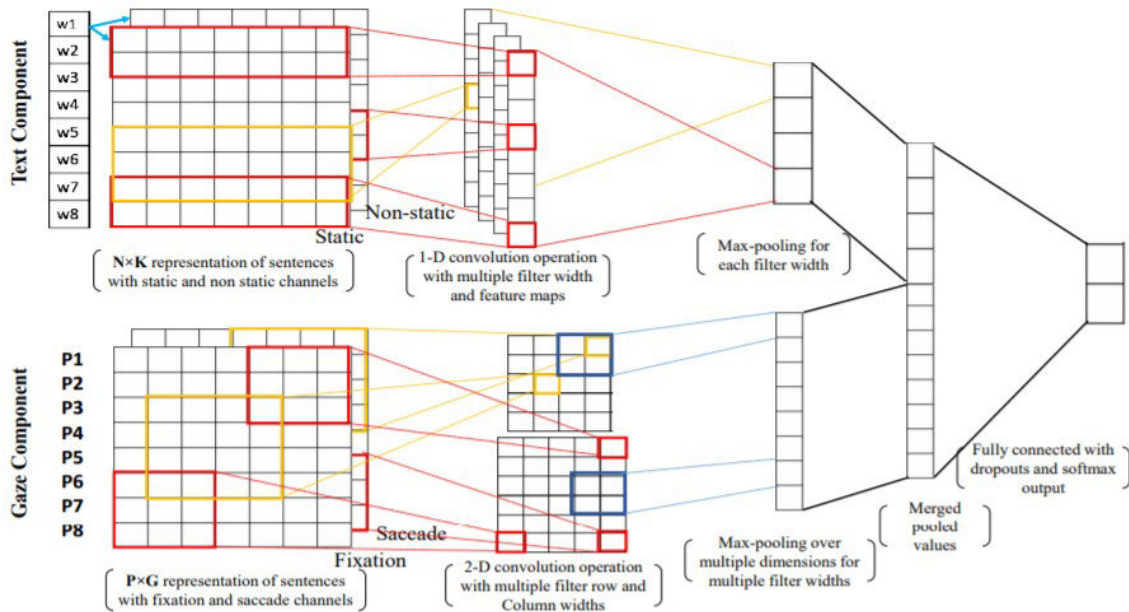 Text Component
w1
w2
w3
w4
w5
w6
w7
w8
Non-static
Static
N×K representation of sentences
with static and non static channels
1-D convolution operation
with multiple filter width
and feature maps
Max-pooling for
each filter width
Gaze Component
P1
P2
P3
P4
P5
P6
P7
P8
Saccade
Fixation
P×G representation of sentences
with fixation and saccade channels
2-D convolution operation
with multiple filter row and
Column widths
Max-pooling over
multiple dimensions for
multiple filter widths
Merged
pooled
values
Fully connected with
dropouts and softmax
output